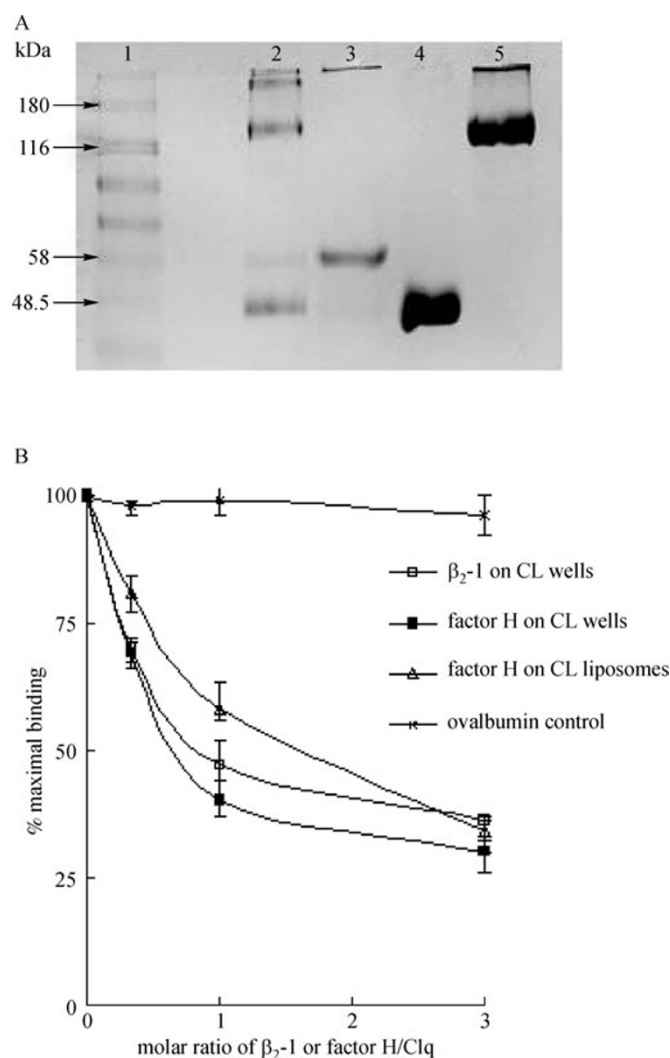 A
kDa
1 2 3 4 5
180
116
58
48.5
B
100
75
50
25
0
% maximal binding
β₂-1 on CL wells
factor H on CL wells
factor H on CL liposomes
ovalbumin control
0 1 2 3
molar ratio of β₂-1 or factor H/Clq